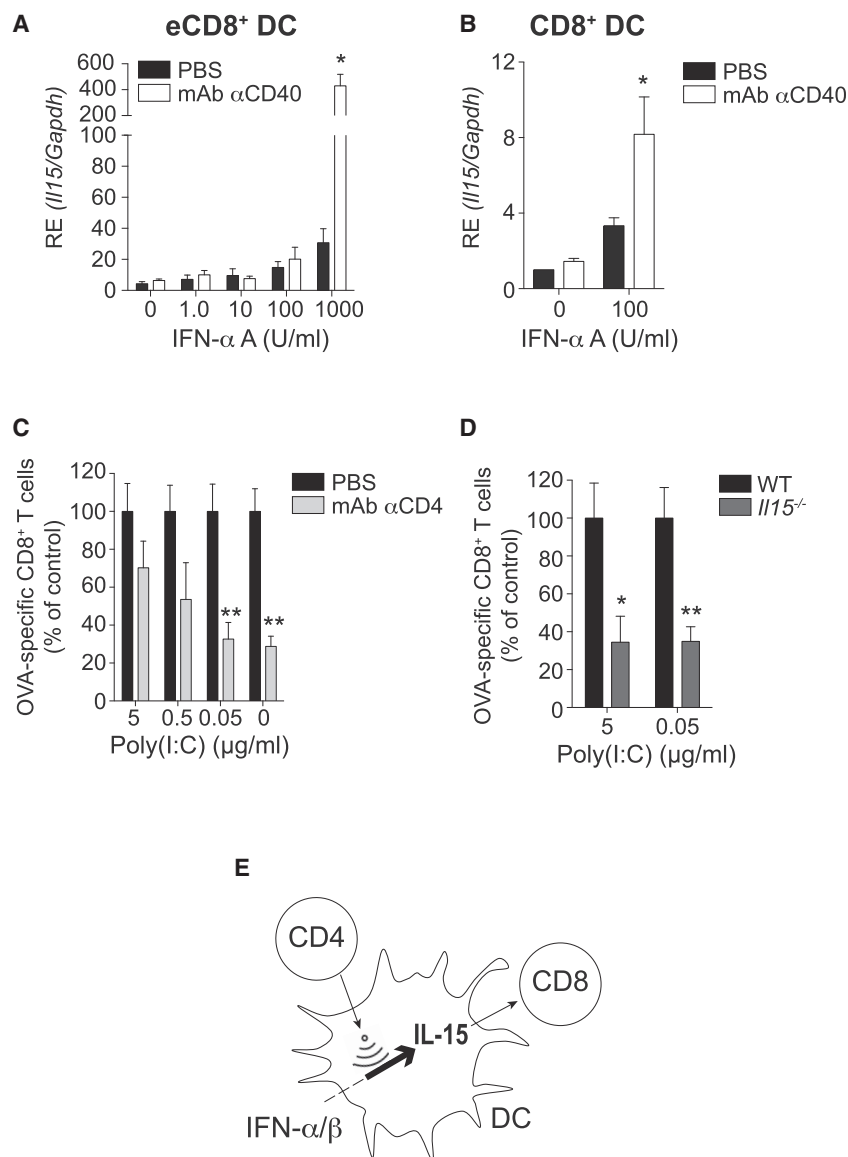 A
eCD8⁺ DC
PBS
mAb αCD40
*
RE (Il15/Gapdh)
600
400
200
100
80
60
40
20
0
0 1.0 10 100 1000
IFN-α A (U/ml)
B
CD8⁺ DC
PBS
mAb αCD40
*
RE (Il15/Gapdh)
12
8
4
0
0 100
IFN-α A (U/ml)
C
PBS
mAb αCD4
OVA-specific CD8⁺ T cells
(% of control)
120
100
80
60
40
20
0
** **
5 0.5 0.05 0
Poly(I:C) (μg/ml)
D
WT
Il15⁻/⁻
OVA-specific CD8⁺ T cells
(% of control)
120
100
80
60
40
20
0
* **
5 0.05
Poly(I:C) (μg/ml)
E
CD4
CD8
IL-15
IFN-α/β
DC